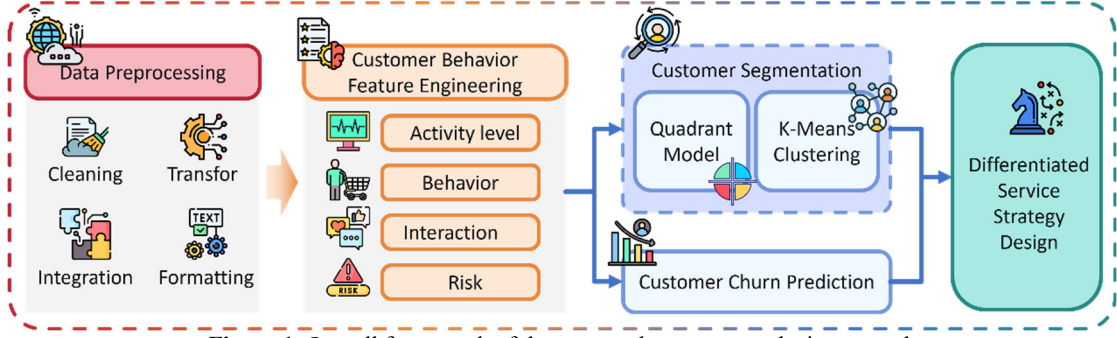 Data Preprocessing
Cleaning
Transfor
Integration
TEXT
Formatting
Customer Behavior
Feature Engineering
Activity level
Behavior
Interaction
RISK
Risk
Customer Segmentation
Quadrant
Model
K-Means
Clustering
Customer Churn Prediction
Differentiated
Service
Strategy
Design